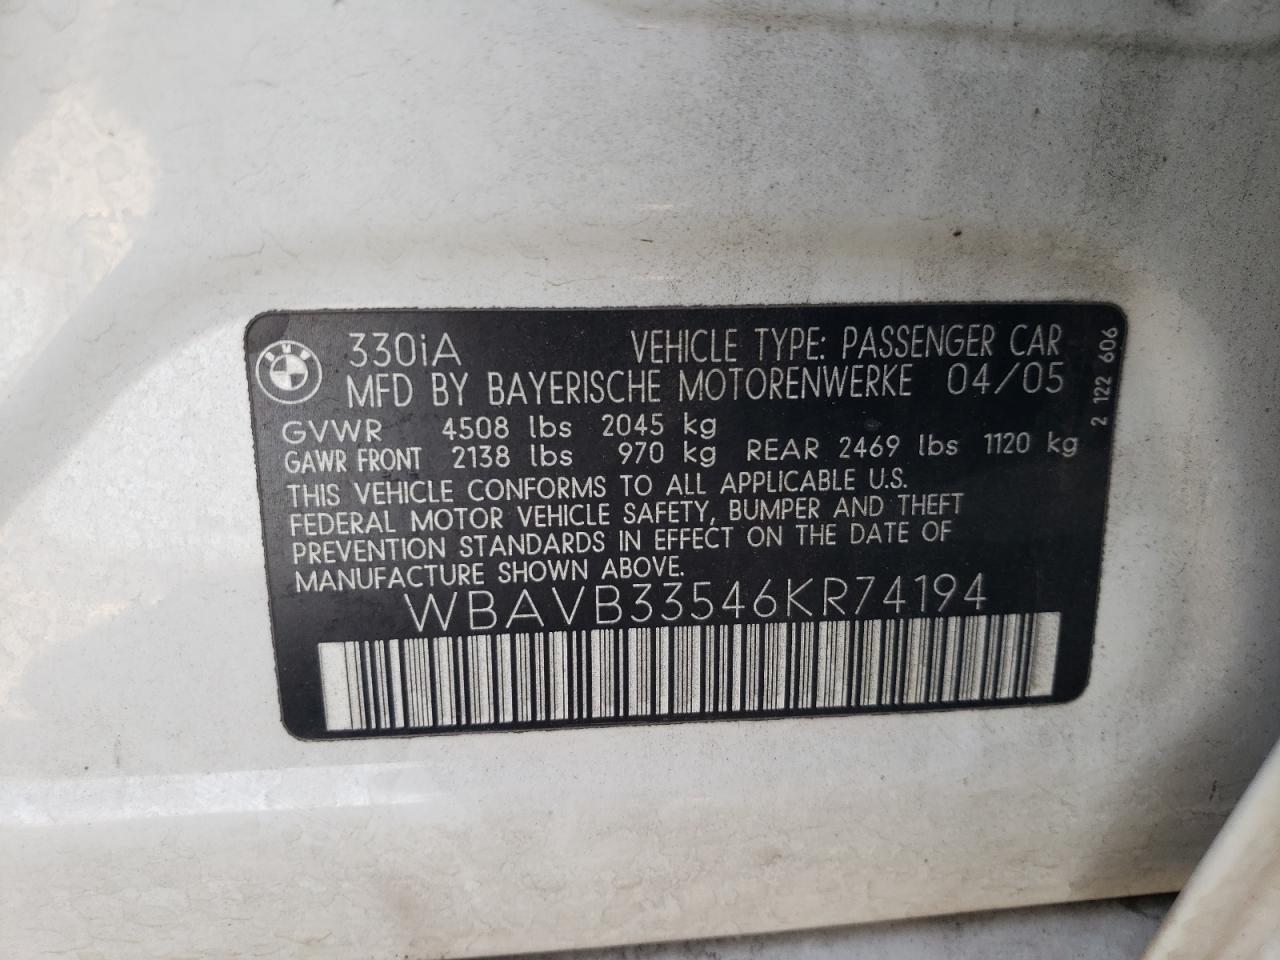 330iA VEHICLE TYPE: PASSENGER CAR
MFD BY BAYERISCHE MOTORENWERKE 04/05
GVWR 4508 lbs 2045 kg
GAWR FRONT 2138 lbs 970 kg REAR 2469 lbs 1120 kg
THIS VEHICLE CONFORMS TO ALL APPLICABLE U.S.
FEDERAL MOTOR VEHICLE SAFETY, BUMPER AND THEFT
PREVENTION STANDARDS IN EFFECT ON THE DATE OF
MANUFACTURE SHOWN ABOVE.
WBAVB33546KR74194
2 122 606
BMW